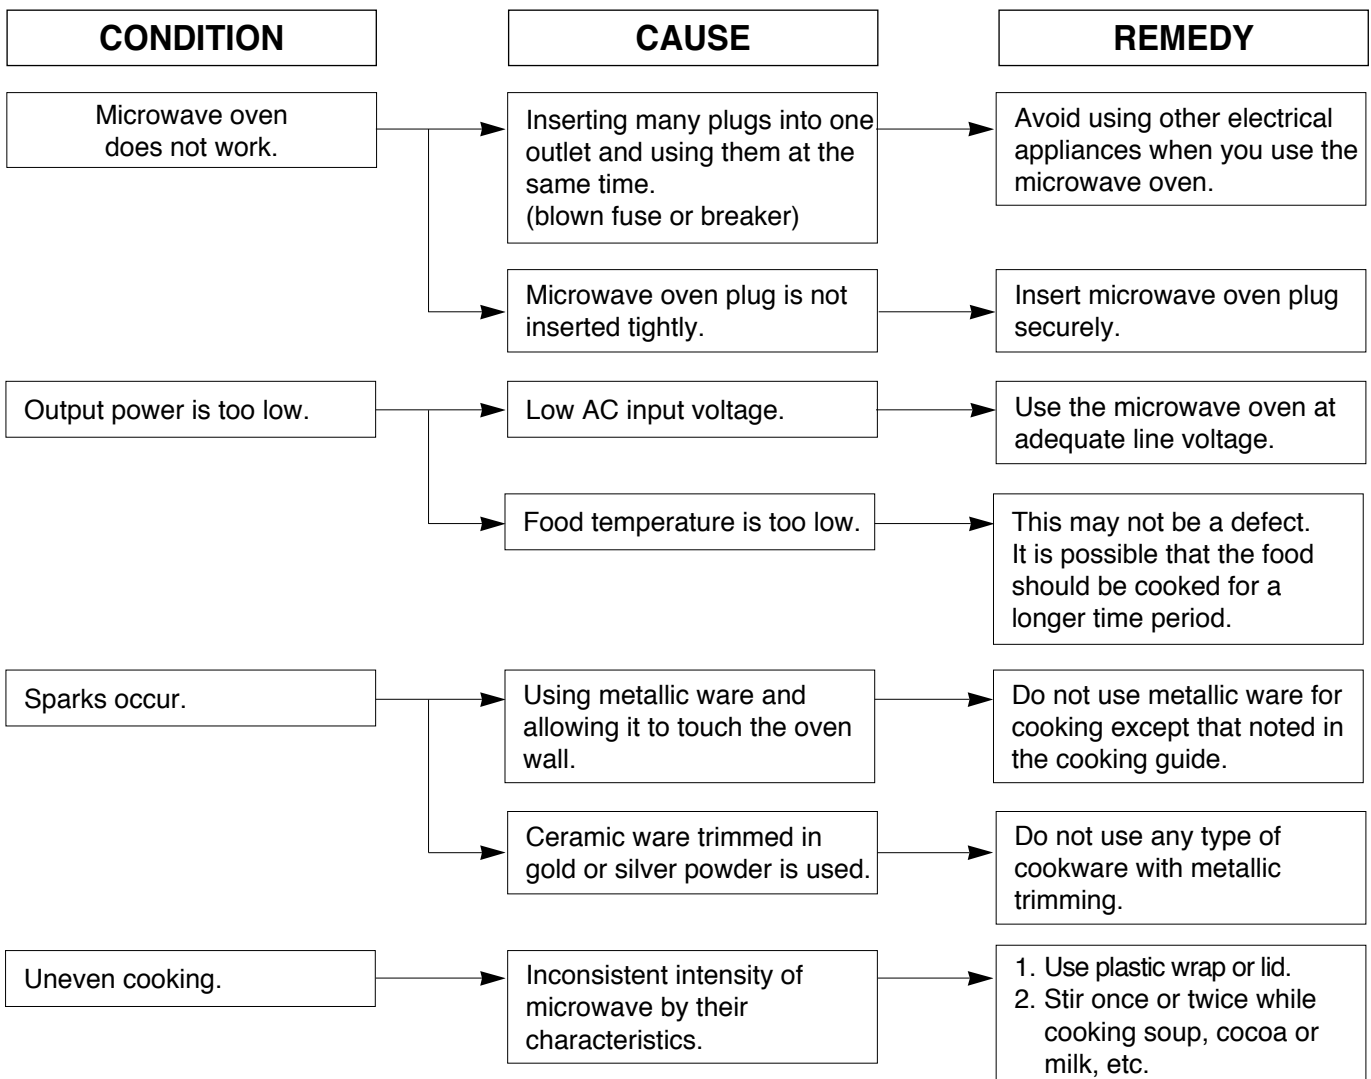 CONDITION
CAUSE
REMEDY
Microwave oven
does not work.
Inserting many plugs into one
outlet and using them at the
same time.
(blown fuse or breaker)
Avoid using other electrical
appliances when you use the
microwave oven.
Microwave oven plug is not
inserted tightly.
Insert microwave oven plug
securely.
Output power is too low.
Low AC input voltage.
Use the microwave oven at
adequate line voltage.
Food temperature is too low.
This may not be a defect.
It is possible that the food
should be cooked for a
longer time period.
Sparks occur.
Using metallic ware and
allowing it to touch the oven
wall.
Do not use metallic ware for
cooking except that noted in
the cooking guide.
Ceramic ware trimmed in
gold or silver powder is used.
Do not use any type of
cookware with metallic
trimming.
Uneven cooking.
Inconsistent intensity of
microwave by their
characteristics.
1. Use plastic wrap or lid.
2. Stir once or twice while
cooking soup, cocoa or
milk, etc.